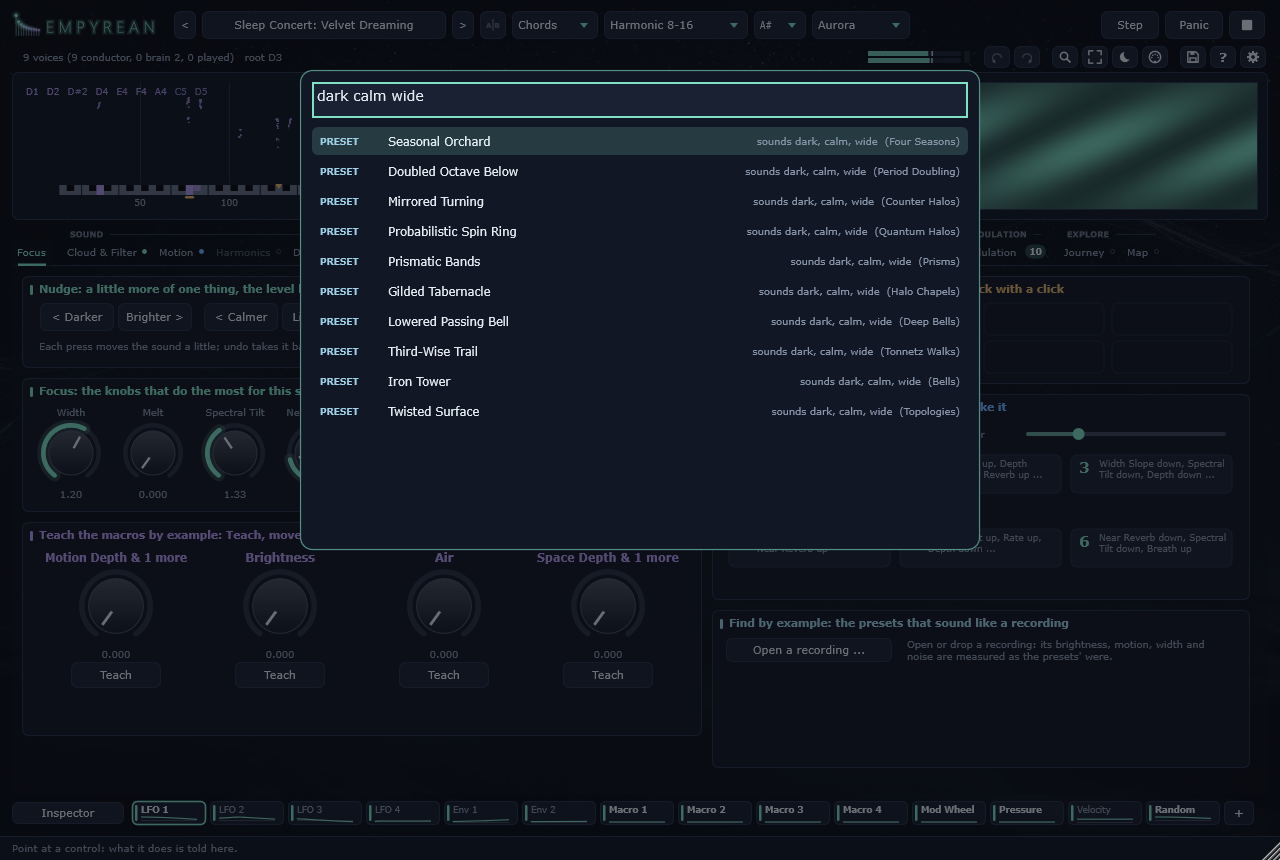 EMPYREAN
<
Sleep Concert: Velvet Dreaming
>
A|B
Chords
Harmonic 8-16
A#
Aurora
Step
Panic
9 voices (9 conductor, 0 brain 2, 0 played) root D3
?
dark calm wide
D1 D2 D#2 D4 E4 F4 A4 C5 D5
50
100
PRESET Seasonal Orchard sounds dark, calm, wide (Four Seasons)
PRESET Doubled Octave Below sounds dark, calm, wide (Period Doubling)
PRESET Mirrored Turning sounds dark, calm, wide (Counter Halos)
PRESET Probabilistic Spin Ring sounds dark, calm, wide (Quantum Halos)
PRESET Prismatic Bands sounds dark, calm, wide (Prisms)
PRESET Gilded Tabernacle sounds dark, calm, wide (Halo Chapels)
PRESET Lowered Passing Bell sounds dark, calm, wide (Deep Bells)
PRESET Third-Wise Trail sounds dark, calm, wide (Tonnetz Walks)
PRESET Iron Tower sounds dark, calm, wide (Bells)
PRESET Twisted Surface sounds dark, calm, wide (Topologies)
SOUND
EXPLORE
Focus
Cloud & Filter
Motion
Harmonics
10
Journey
Map
Nudge: a little more of one thing, the level
ck with a click
< Darker
Brighter >
< Calmer
Each press moves the sound a little; undo takes it
Focus: the knobs that do the most for this
ke it
Width
Melt
Spectral Tilt
1.20
0.000
1.33
up, Depth
Reverb up ...
3
Width Slope down, Spectral
Tilt down, Depth down ...
up, Rate up,
6
Near Reverb down, Spectral
Tilt down, Breath up
Near Reverb up
Teach the macros by example: Teach, move
Motion Depth & 1 more
Brightness
Air
Space Depth & 1 more
0.000
0.000
0.000
0.000
Teach
Teach
Teach
Teach
Find by example: the presets that sound like a recording
Open a recording ...
Open or drop a recording: its brightness, motion, width and
noise are measured as the presets' were.
Inspector
LFO 1
LFO 2
LFO 3
LFO 4
Env 1
Env 2
Macro 1
Macro 2
Macro 3
Macro 4
Mod Wheel
Pressure
Velocity
Random
+
Point at a control: what it does is told here.